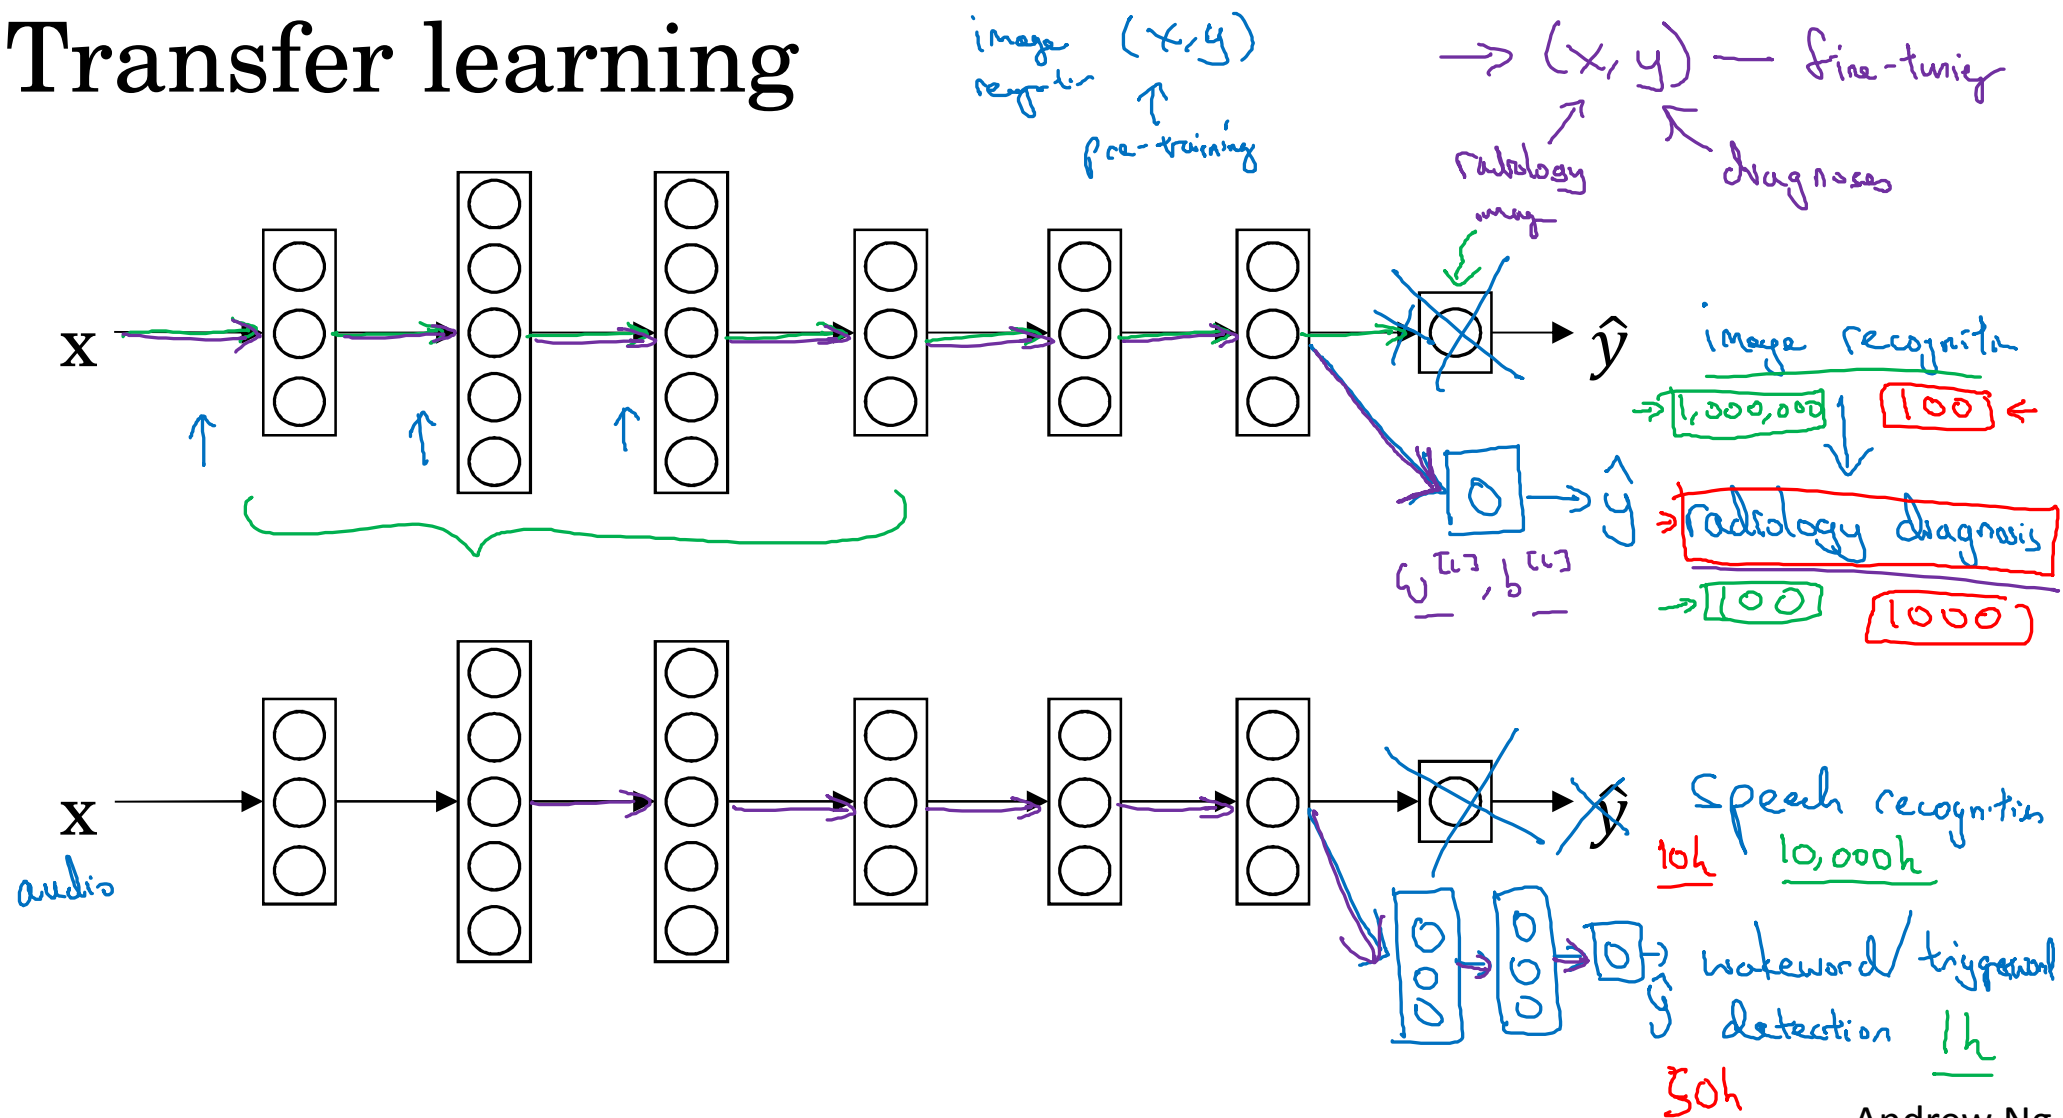 Transfer learning
image (x,y)
recognition
↑
pre-training
→ (x,y) — fine-tuning
radiology
diagnoses
x
ŷ
image recognition
→ 1,000,000 100 ←
ŷ
radiology diagnosis
w[L], b[L]
→ 100 1000
x
audio
ŷ
Speech recognition
10h 10,000h
ŷ
wakeword/triggerword
detection
1h
50h
Andrew Ng